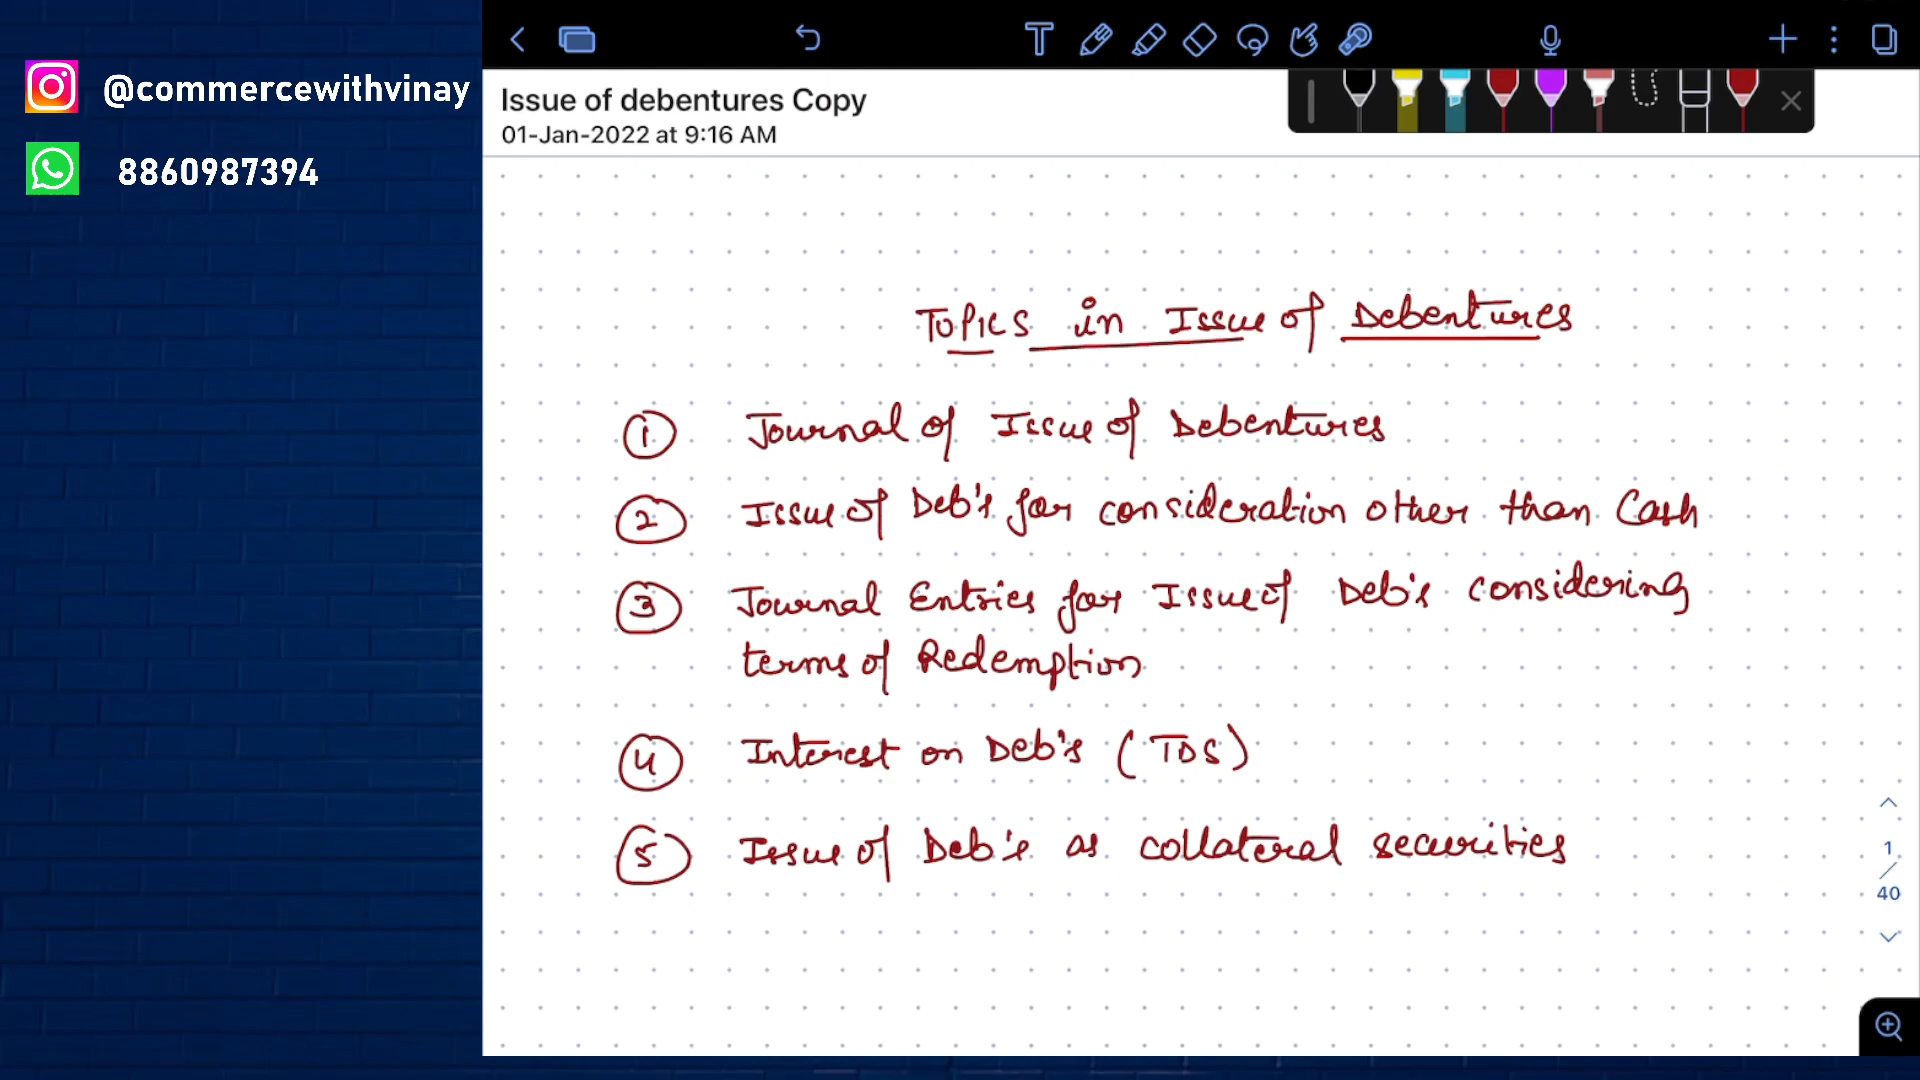 @commercewithvinay
8860987394
Issue of debentures Copy
01-Jan-2022 at 9:16 AM
Topics in Issue of Debentures
1 Journal of Issue of Debentures
2 Issue of Deb's for consideration other than Cash
3 Journal Entries for Issue of Deb's considering
terms of Redemption
4 Interest on Deb's (TDS)
5 Issue of Deb's as collateral securities
1
/
40